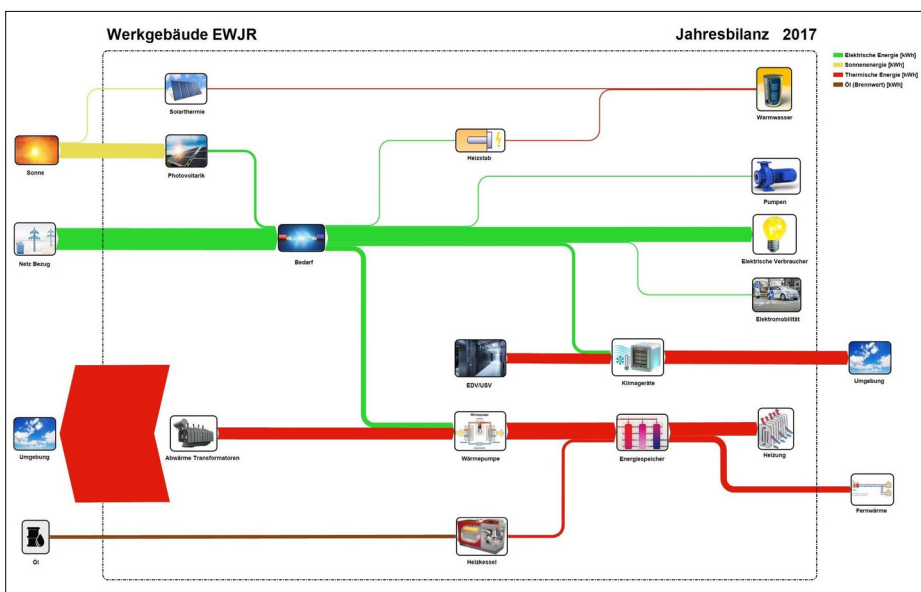 Werkgebäude EWJR
Jahresbilanz 2017
Elektrische Energie [kWh]
Sonnenenergie [kWh]
Thermische Energie [kWh]
Öl (Brennwert) [kWh]
Solarthermie
Warmwasser
Heizstab
Sonne
Photovoltarik
Pumpen
Netz Bezug
Bedarf
Elektrische Verbraucher
Elektromobilität
EDV/USV
Klimageräte
Umgebung
Umgebung
Abwärme Transformatoren
Wärmepumpe
Energiespeicher
Heizung
Fernwärme
Öl
Heizkessel